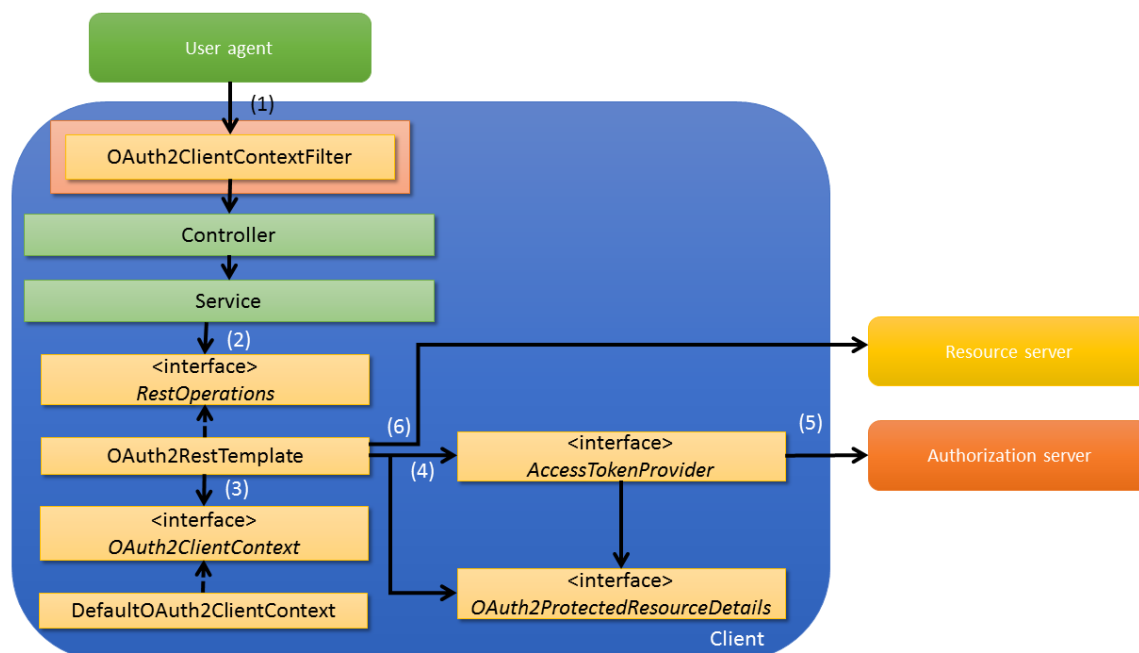 User agent
(1)
OAuth2ClientContextFilter
Controller
Service
(2)
<interface>
RestOperations
Resource server
(6)
(5)
OAuth2RestTemplate
(4)
<interface>
AccessTokenProvider
Authorization server
(3)
<interface>
OAuth2ClientContext
<interface>
OAuth2ProtectedResourceDetails
DefaultOAuth2ClientContext
Client